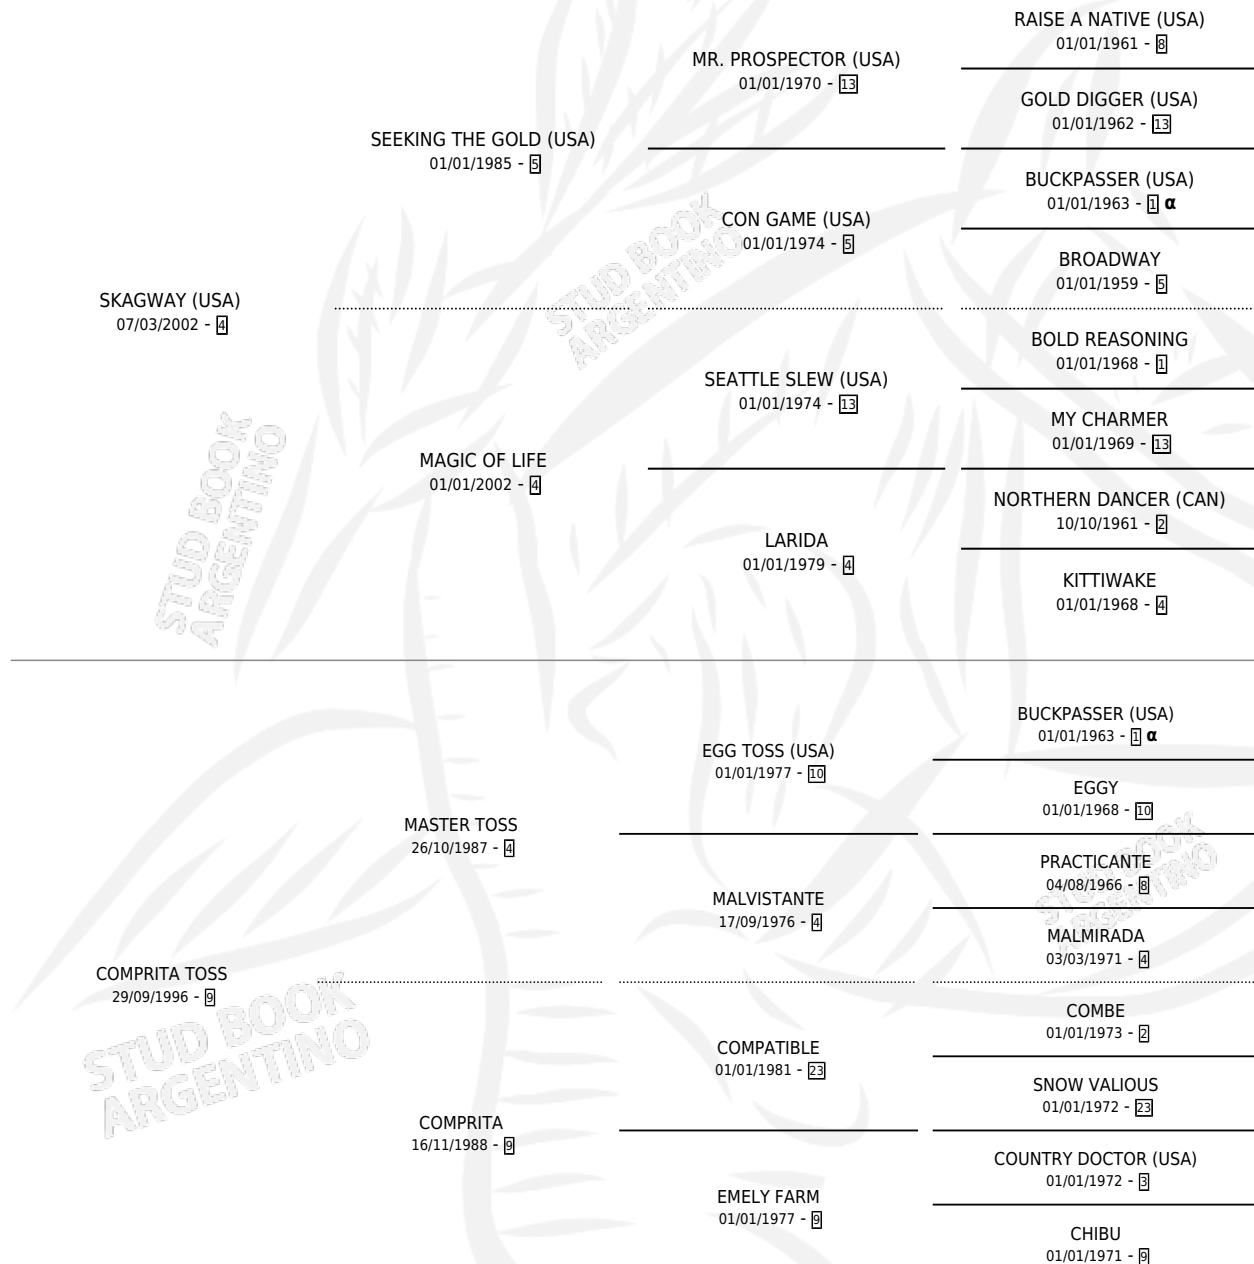 RAISE A NATIVE (USA)
01/01/1961 - 8
MR. PROSPECTOR (USA)
01/01/1970 - 13
GOLD DIGGER (USA)
01/01/1962 - 13
SEEKING THE GOLD (USA)
01/01/1985 - 5
BUCKPASSER (USA)
01/01/1963 - 1 α
CON GAME (USA)
01/01/1974 - 5
BROADWAY
01/01/1959 - 5
STUD BOOK
ARGENTINO
SKAGWAY (USA)
07/03/2002 - 4
BOLD REASONING
01/01/1968 - 1
SEATTLE SLEW (USA)
01/01/1974 - 13
MY CHARMER
01/01/1969 - 13
MAGIC OF LIFE
01/01/2002 - 4
NORTHERN DANCER (CAN)
10/10/1961 - 2
LARIDA
01/01/1979 - 4
KITTIWAKE
01/01/1968 - 4
STUD BOOK
ARGENTINO
BUCKPASSER (USA)
01/01/1963 - 1 α
EGG TOSS (USA)
01/01/1977 - 10
EGGY
01/01/1968 - 10
MASTER TOSS
26/10/1987 - 4
PRACTICANTE
04/08/1966 - 8
MALVISTANTE
17/09/1976 - 4
MALMIRADA
03/03/1971 - 4
STUD BOOK
ARGENTINO
COMPRITA TOSS
29/09/1996 - 9
COMBE
01/01/1973 - 2
COMPATIBLE
01/01/1981 - 23
SNOW VALIOUS
01/01/1972 - 23
STUD BOOK
ARGENTINO
COMPRITA
16/11/1988 - 9
COUNTRY DOCTOR (USA)
01/01/1972 - 3
EMELY FARM
01/01/1977 - 9
CHIBU
01/01/1971 - 9